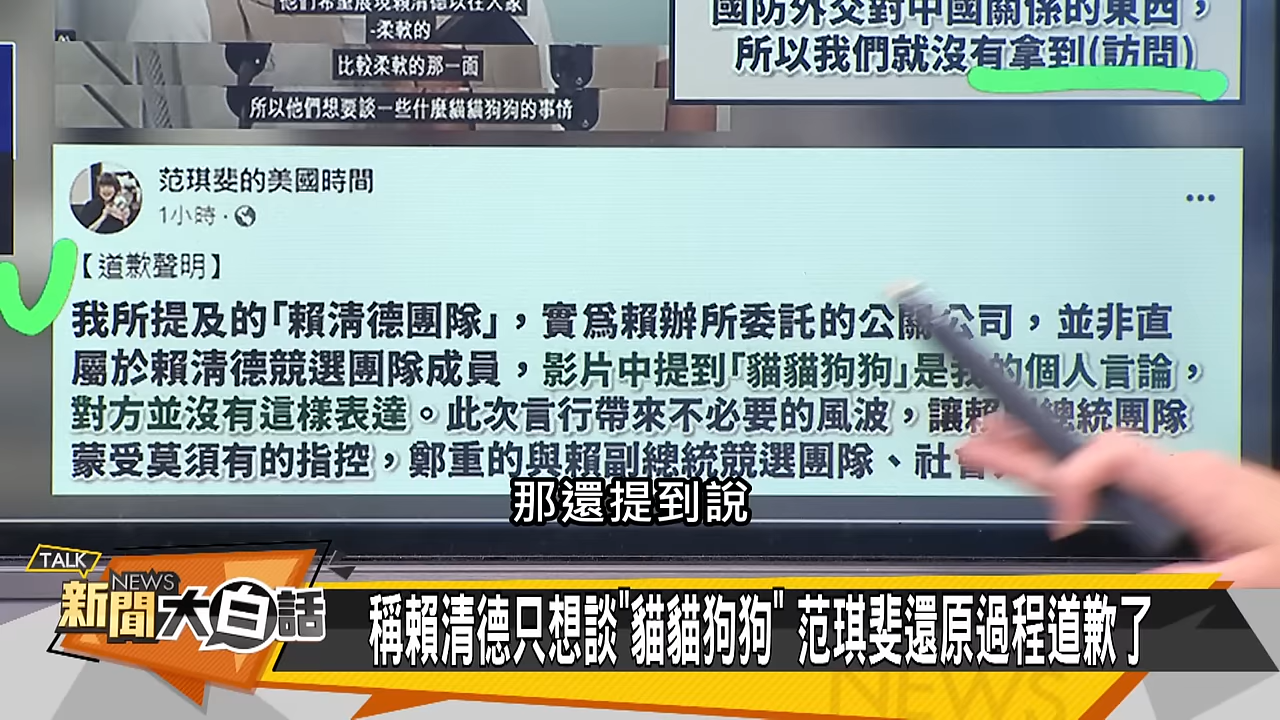 他們希望展現賴清德以在人家
-柔軟的
比較柔軟的那一面
所以他們想要談一些什麼貓貓狗狗的事情
國防外交對中國關係的東西，
所以我們就沒有拿到(訪問)
范琪斐的美國時間
1小時·
【道歉聲明】
我所提及的「賴清德團隊」，實為賴辦所委託的公關公司，並非直
屬於賴清德競選團隊成員，影片中提到「貓貓狗狗」是我的個人言論，
對方並沒有這樣表達。此次言行帶來不必要的風波，讓賴副總統團隊
蒙受莫須有的指控，鄭重的與賴副總統競選團隊、社會
那還提到說
TALK
NEWS
新聞大白話
稱賴清德只想談"貓貓狗狗" 范琪斐還原過程道歉了
NEWS